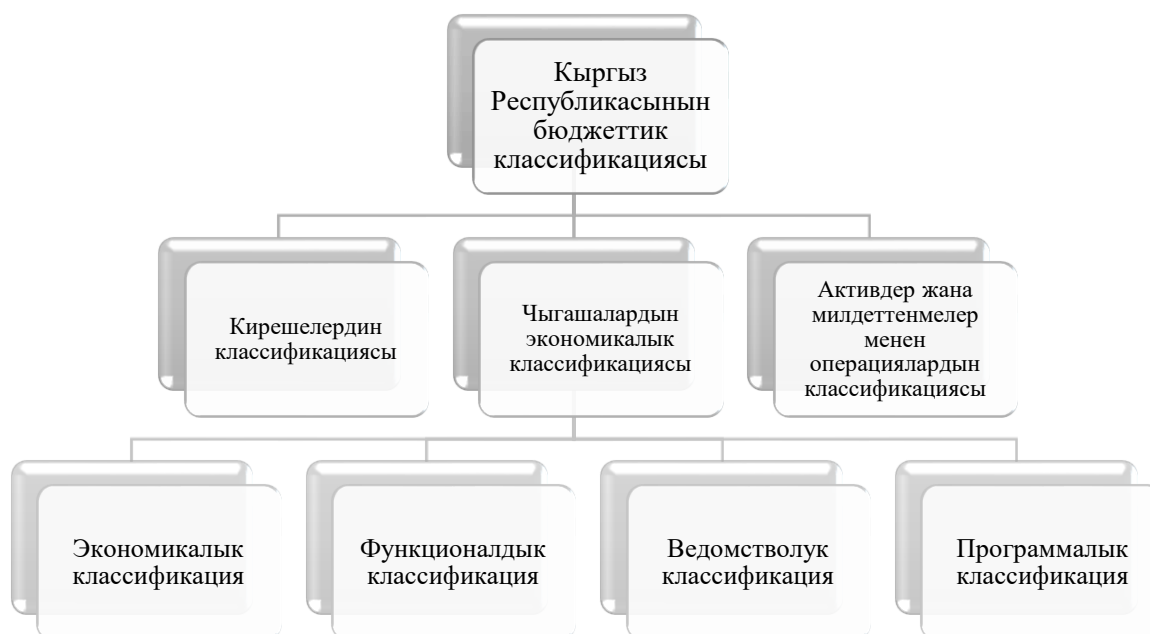 Кыргыз
Республикасынын
бюджеттик
классификациясы
Кирешелердин
классификациясы
Чыгашалардын
экономикалык
классификациясы
Активдер жана
милдеттенмелер
менен
операциялардын
классификациясы
Экономикалык
классификация
Функционалдык
классификация
Ведомстволук
классификация
Программалык
классификация